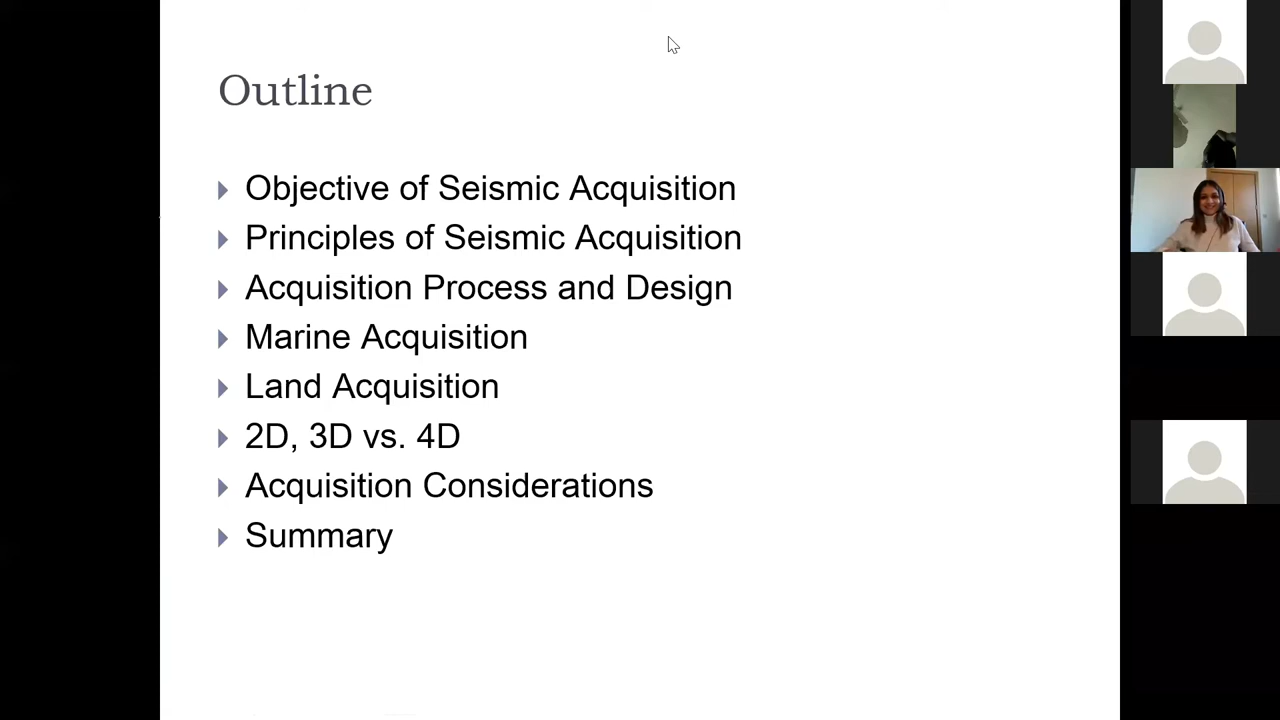 Outline
Objective of Seismic Acquisition
Principles of Seismic Acquisition
Acquisition Process and Design
Marine Acquisition
Land Acquisition
2D, 3D vs. 4D
Acquisition Considerations
Summary